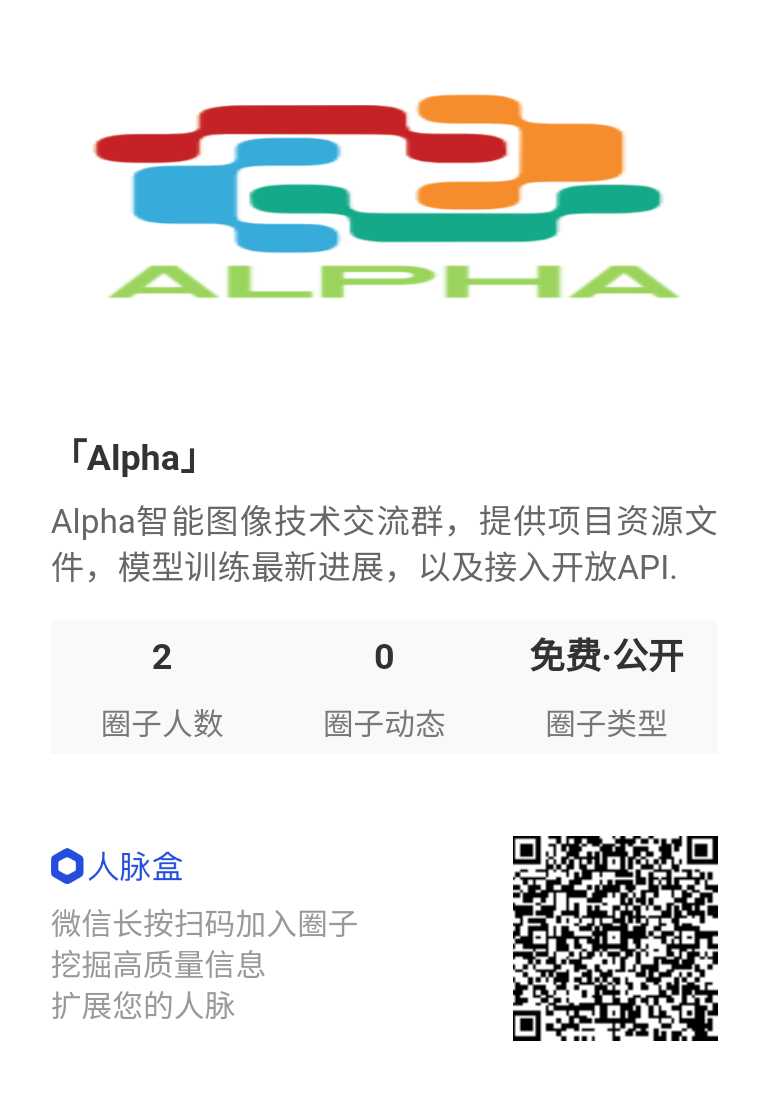 ALPHA
「Alpha」
Alpha智能图像技术交流群，提供项目资源文
件，模型训练最新进展，以及接入开放API.
2 0 免费·公开
圈子人数 圈子动态 圈子类型
人脉盒
微信长按扫码加入圈子
挖掘高质量信息
扩展您的人脉